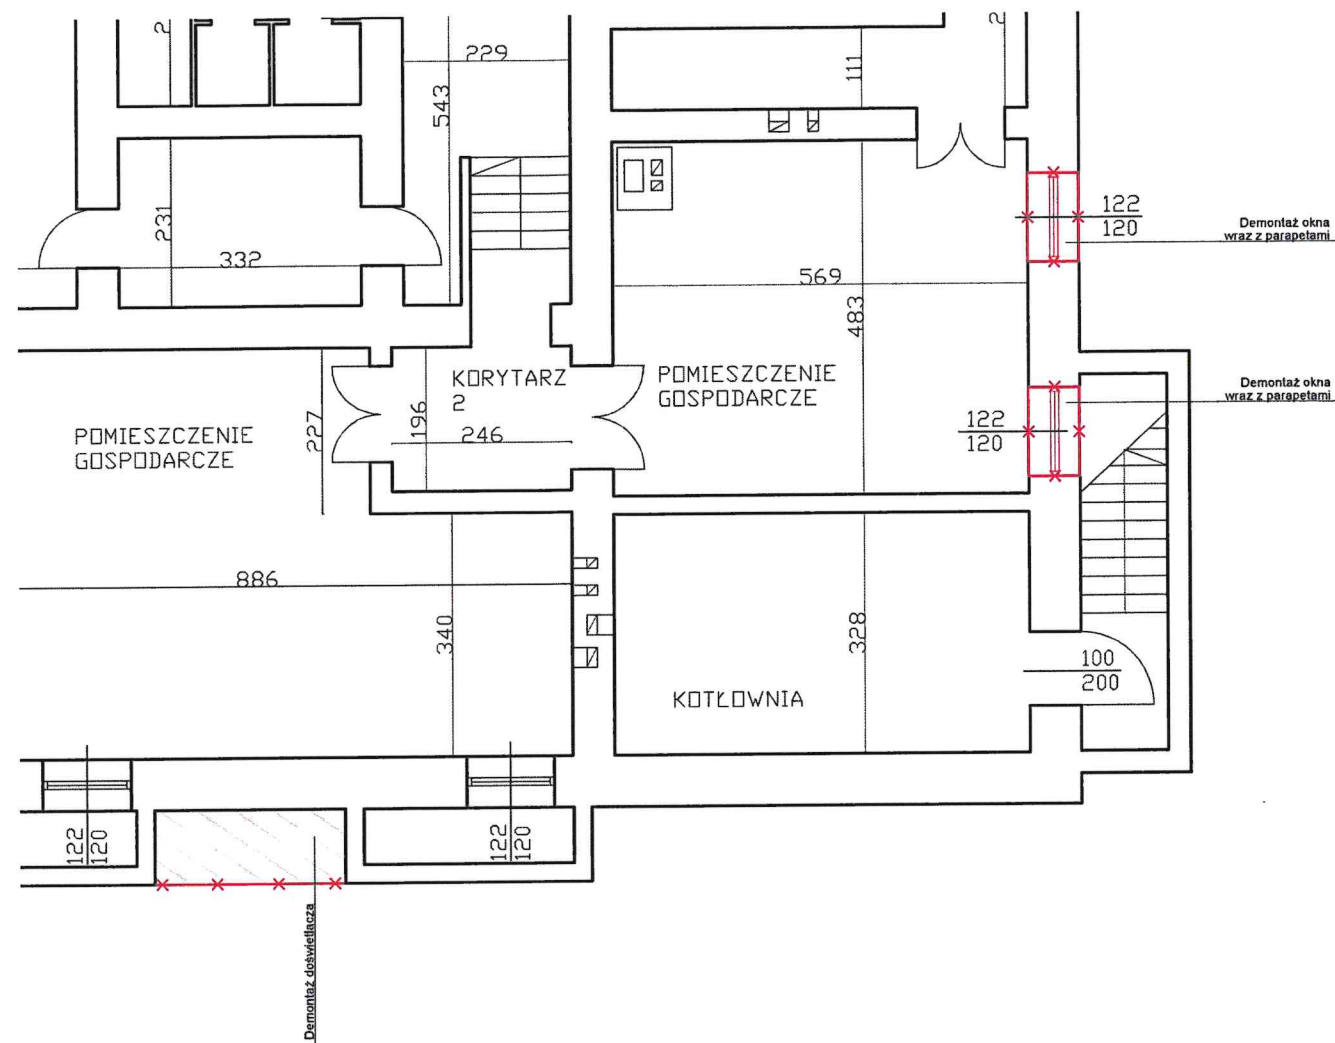 2
229
111
2
543
231
332
122
120
Demontaż okna
wraz z parapetami
569
483
KORYTARZ
2
POMIESZCZENIE
GOSPODARCZE
Demontaż okna
wraz z parapetami
POMIESZCZENIE
GOSPODARCZE
227
196
246
122
120
886
340
328
KOTŁOWNIA
100
200
122
120
122
120
Demontaż doświetlacza